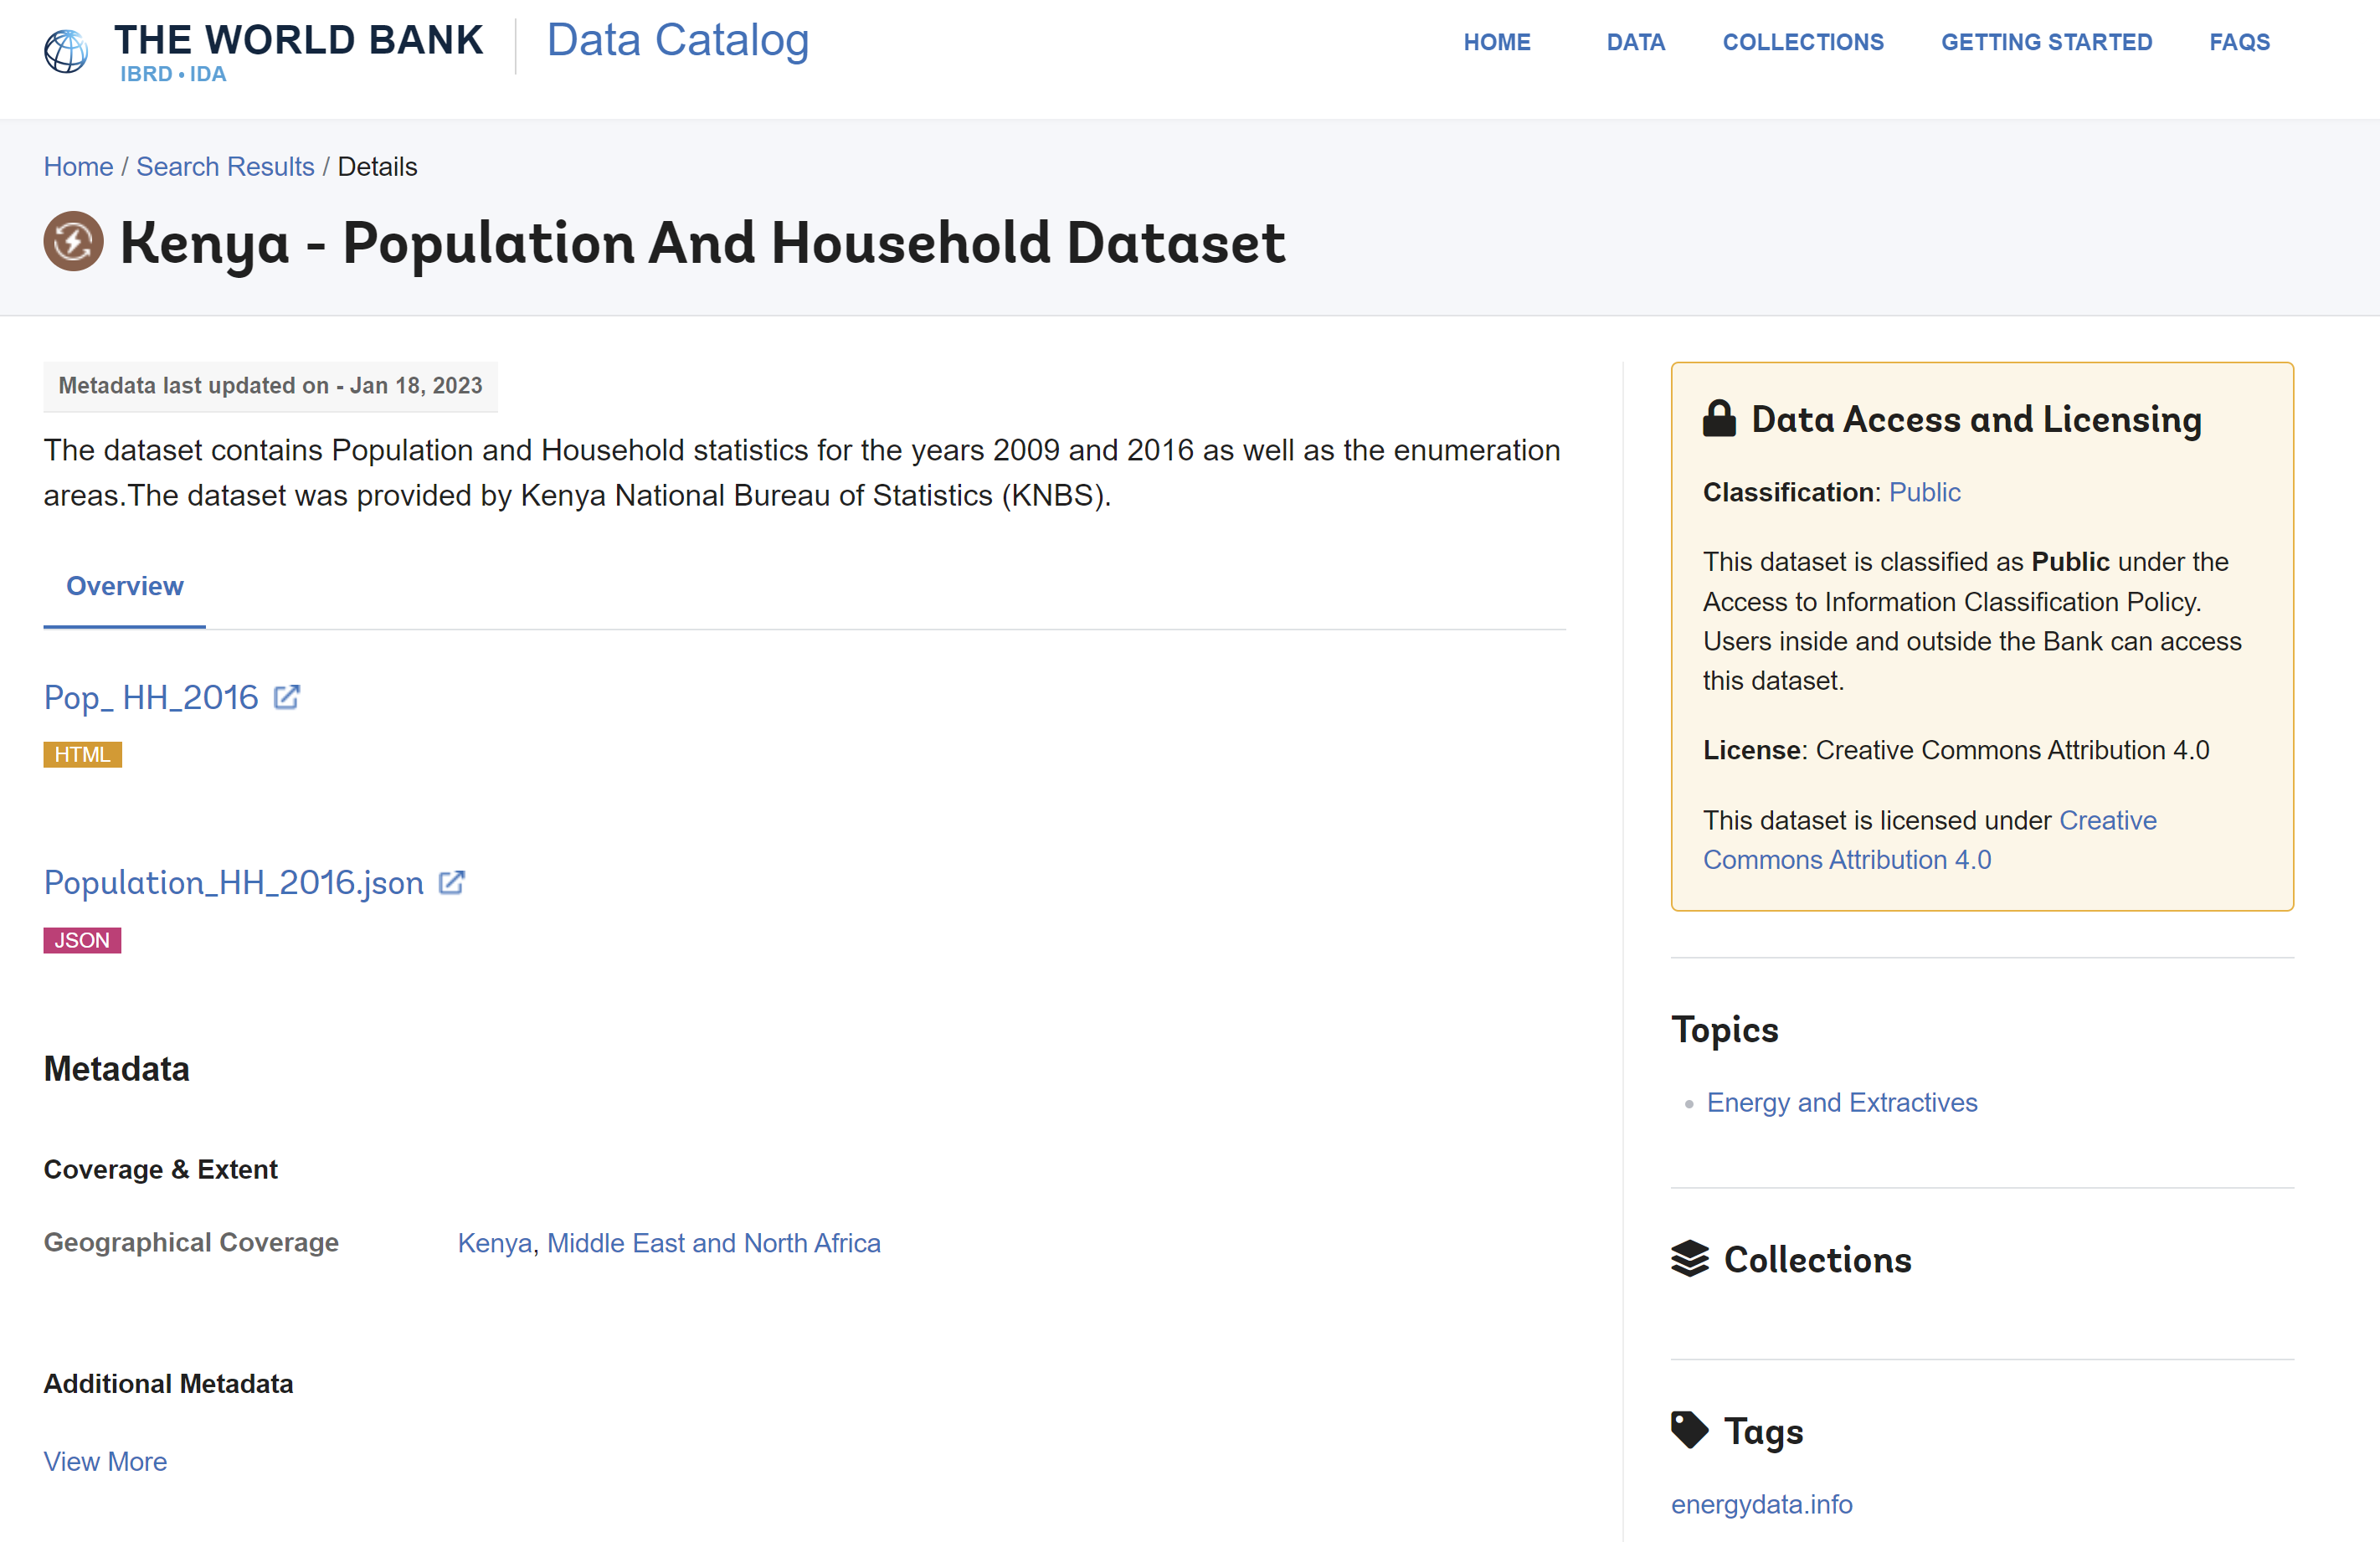 THE WORLD BANK
IBRD • IDA
Data Catalog
HOME DATA COLLECTIONS GETTING STARTED FAQS
Home / Search Results / Details
Kenya - Population And Household Dataset
Metadata last updated on - Jan 18, 2023
The dataset contains Population and Household statistics for the years 2009 and 2016 as well as the enumeration
areas.The dataset was provided by Kenya National Bureau of Statistics (KNBS).
Overview
Pop_ HH_2016
HTML
Population_HH_2016.json
JSON
Metadata
Coverage & Extent
Geographical Coverage Kenya, Middle East and North Africa
Additional Metadata
View More
Data Access and Licensing
Classification: Public
This dataset is classified as Public under the
Access to Information Classification Policy.
Users inside and outside the Bank can access
this dataset.
License: Creative Commons Attribution 4.0
This dataset is licensed under Creative
Commons Attribution 4.0
Topics
• Energy and Extractives
Collections
Tags
energydata.info